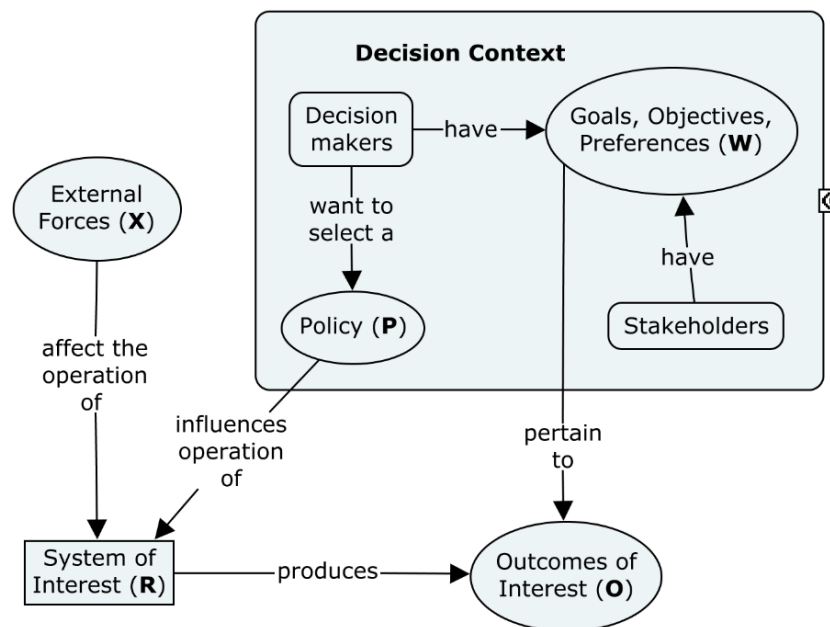 Decision Context
Decision
makers
have
Goals, Objectives,
Preferences (W)
External
Forces (X)
want to
select a
have
Policy (P)
Stakeholders
affect the
operation
of
influences
operation
of
pertain
to
System of
Interest (R)
produces
Outcomes of
Interest (O)